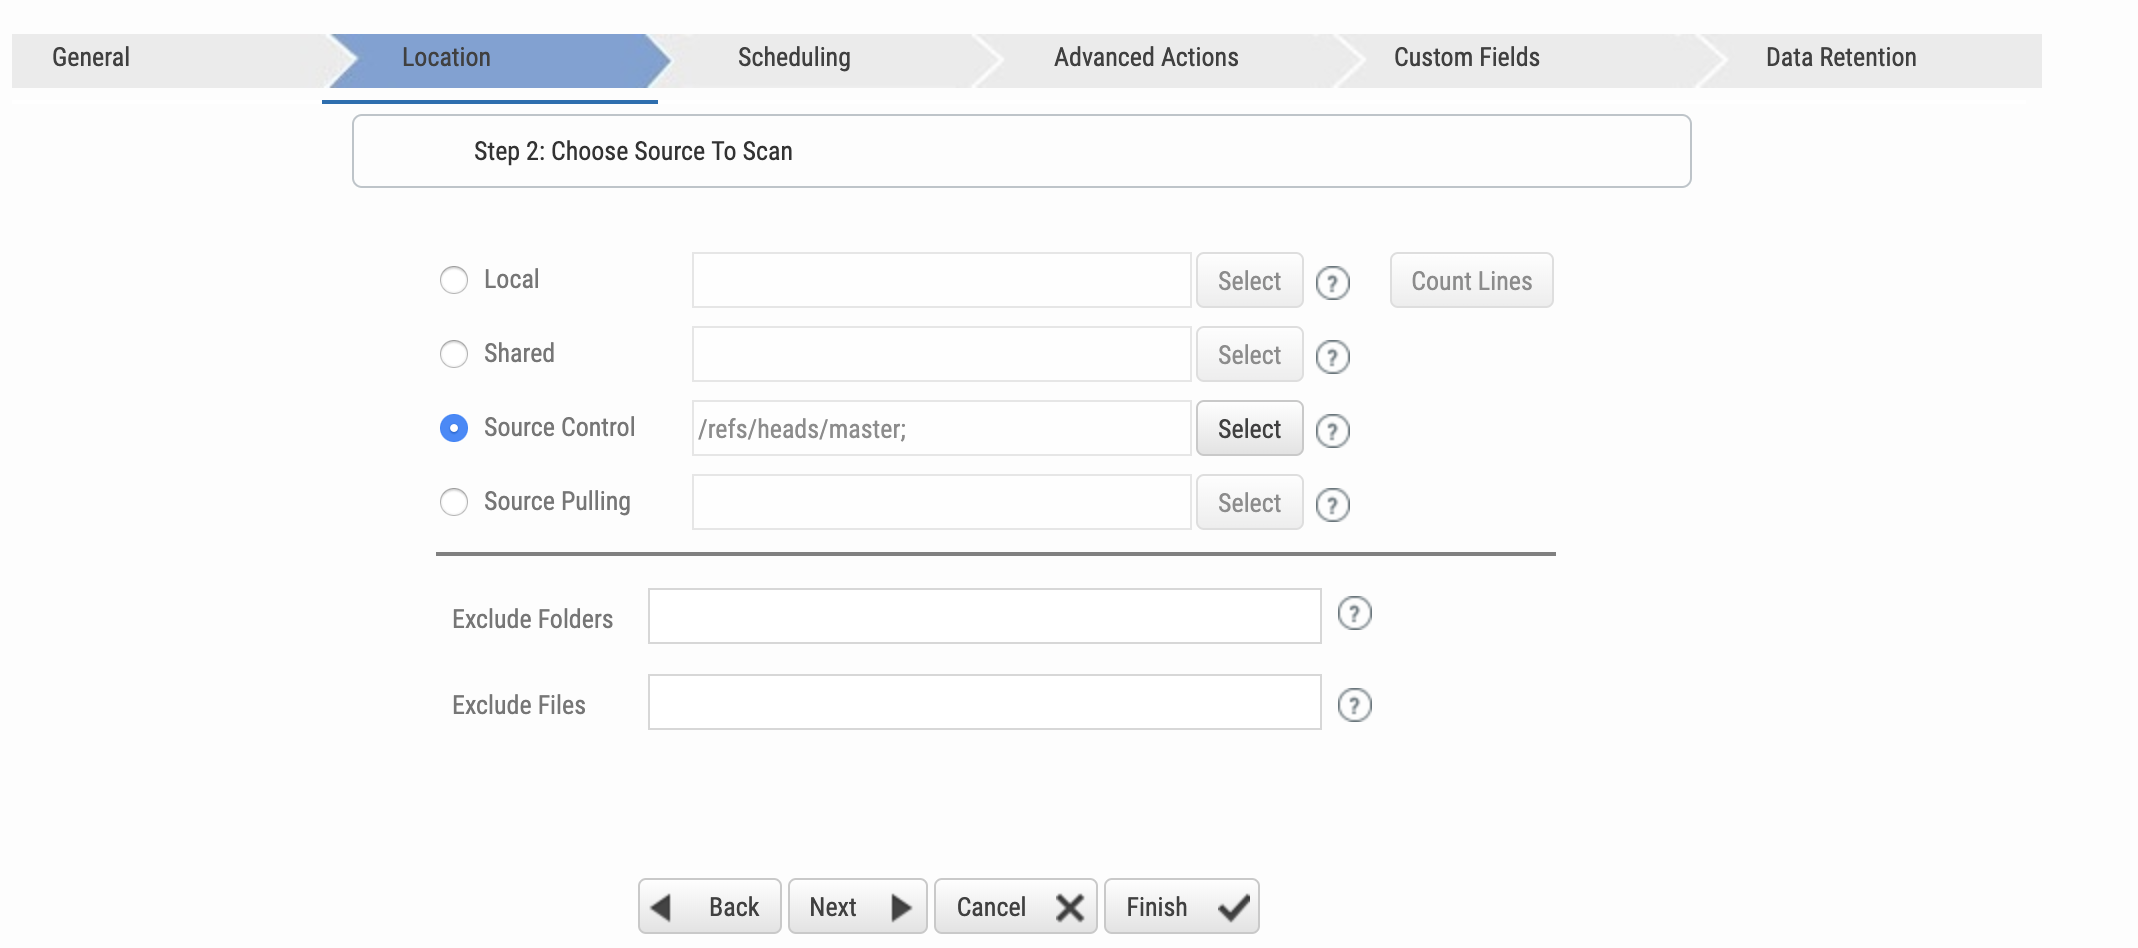 General Location Scheduling Advanced Actions Custom Fields Data Retention
Step 2: Choose Source To Scan
Local Select ? Count Lines
Shared Select ?
Source Control /refs/heads/master; Select ?
Source Pulling Select ?
Exclude Folders ?
Exclude Files ?
Back Next Cancel Finish